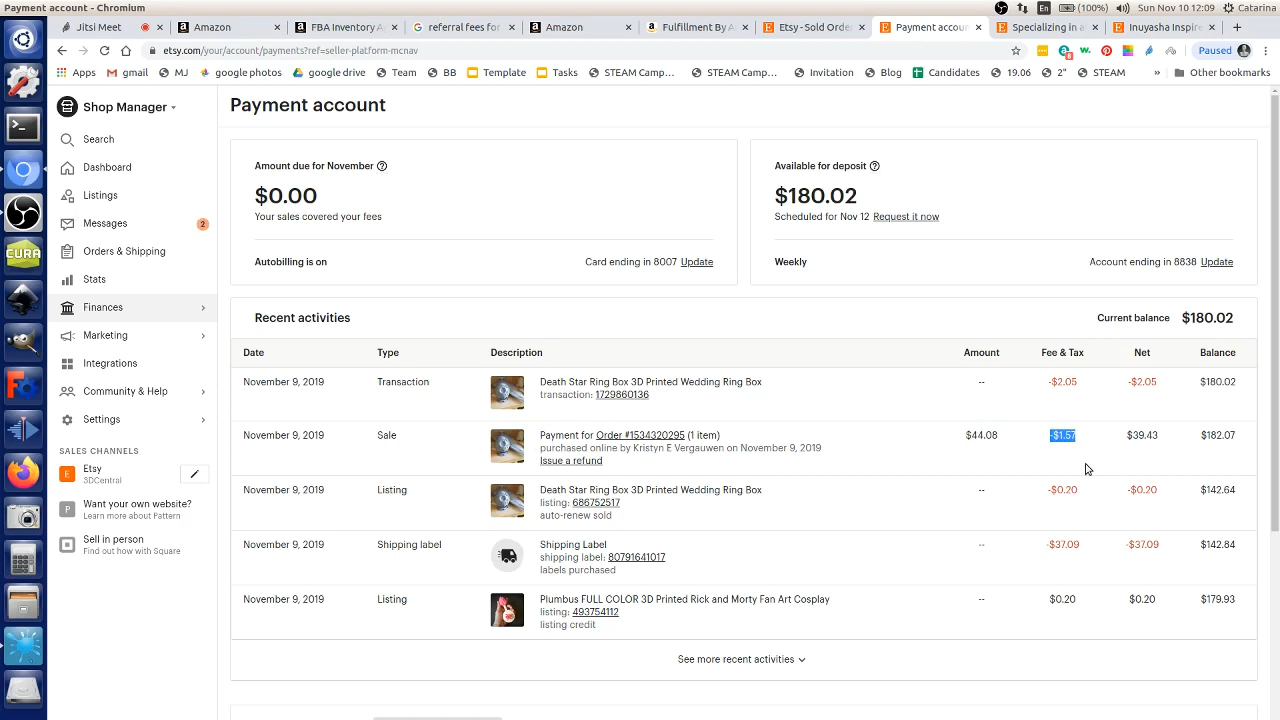 Payment account - Chromium
En (100%) Sun Nov 10 12:09 Catarina
Jitsi Meet Amazon FBA Inventory referral fees for Amazon Fulfillment By Etsy - Sold Orde Payment accou Specializing in a Inuyasha Inspire
etsy.com/your/account/payments?ref=seller-platform-mcnav Paused
Apps gmail MJ google photos google drive Team BB Template Tasks STEAM Camp... STEAM Camp... Invitation Blog Candidates 19.06 2" STEAM » Other bookmarks
Shop Manager
Search
Dashboard
Listings
Messages 2
Orders & Shipping
Stats
Finances
Marketing
Integrations
Community & Help
Settings
SALES CHANNELS
Etsy
3DCentral
Want your own website?
Learn more about Pattern
Sell in person
Find out how with Square
Payment account
Amount due for November
$0.00
Your sales covered your fees
Autobilling is on Card ending in 8007 Update
Available for deposit
$180.02
Scheduled for Nov 12 Request it now
Weekly Account ending in 8838 Update
Recent activities Current balance $180.02
Date Type Description Amount Fee & Tax Net Balance
November 9, 2019 Transaction Death Star Ring Box 3D Printed Wedding Ring Box -- -$2.05 -$2.05 $180.02
transaction: 1729860136
November 9, 2019 Sale Payment for Order #1534320295 (1 item) $44.08 -$1.57 $39.43 $182.07
purchased online by Kristyn E Vergauwen on November 9, 2019
Issue a refund
November 9, 2019 Listing Death Star Ring Box 3D Printed Wedding Ring Box -- -$0.20 -$0.20 $142.64
listing: 686752517
auto-renew sold
November 9, 2019 Shipping label Shipping Label -- -$37.09 -$37.09 $142.84
shipping label: 80791641017
labels purchased
November 9, 2019 Listing Plumbus FULL COLOR 3D Printed Rick and Morty Fan Art Cosplay -- $0.20 $0.20 $179.93
listing: 493754112
listing credit
See more recent activities